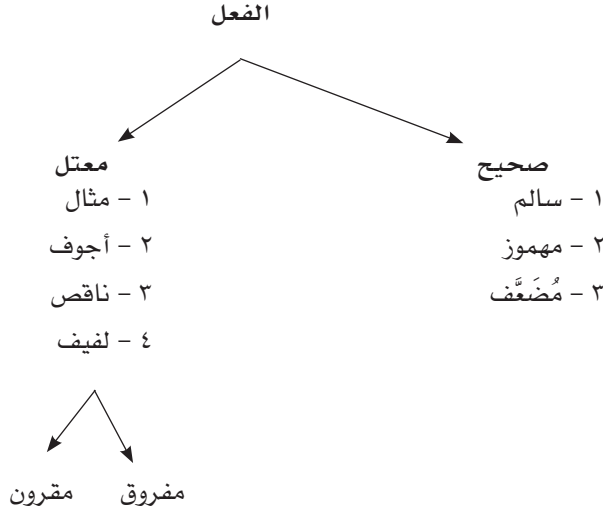 الفعل
صحيح
١ - سالم
٢ - مهموز
٣ - مُضَعَّف
معتل
١ - مثال
٢ - أجوف
٣ - ناقص
٤ - لفيف
مفروق
مقرون